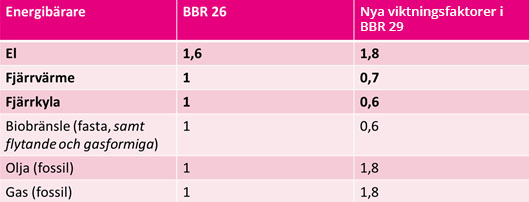 Energibärare BBR 26 Nya viktningsfaktorer i
BBR 29
El 1,6 1,8
Fjärrvärme 1 0,7
Fjärrkyla 1 0,6
Biobränsle (fasta, samt 1 0,6
flytande och gasformiga)
Olja (fossil) 1 1,8
Gas (fossil) 1 1,8